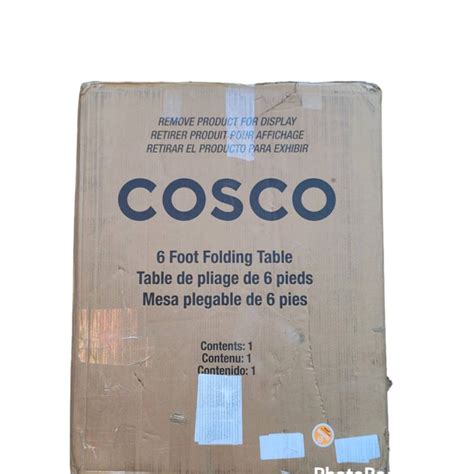 REMOVE PRODUCT FOR DISPLAY
RETIRER PRODUIT POUR AFFICHAGE
RETIRAR EL PRODUCTO PARA EXHIBIR
COSCO
6 Foot Folding Table
Table de pliage de 6 pieds
Mesa plegable de 6 pies
Contents: 1
Contenu: 1
Contenido: 1